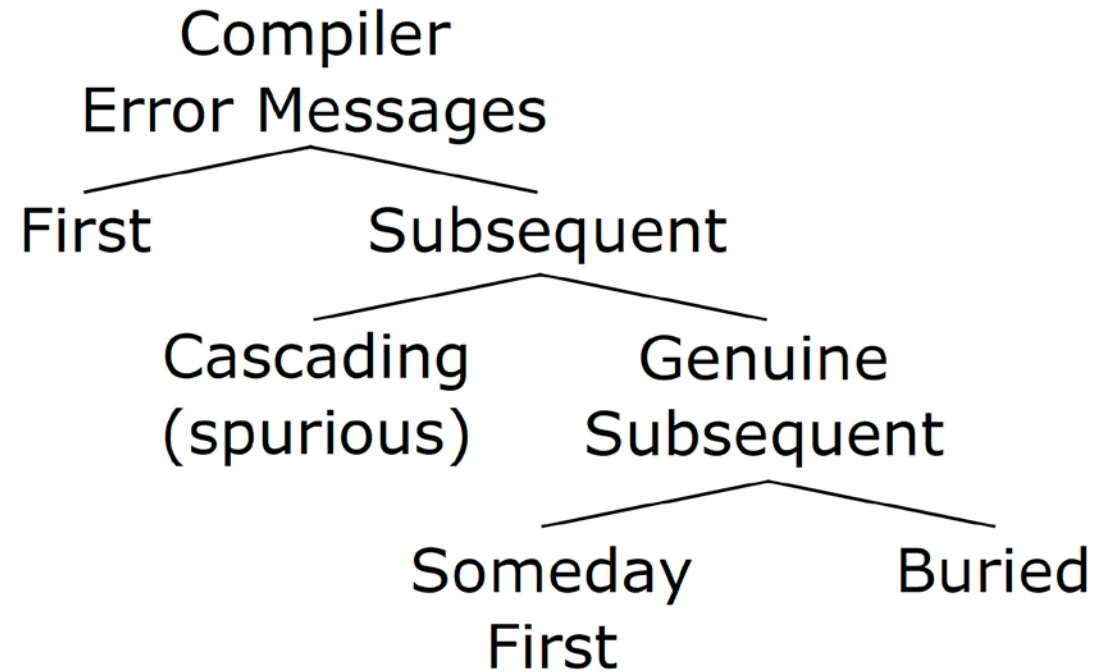 Compiler
Error Messages
First
Subsequent
Cascading
(spurious)
Genuine
Subsequent
Someday
First
Buried